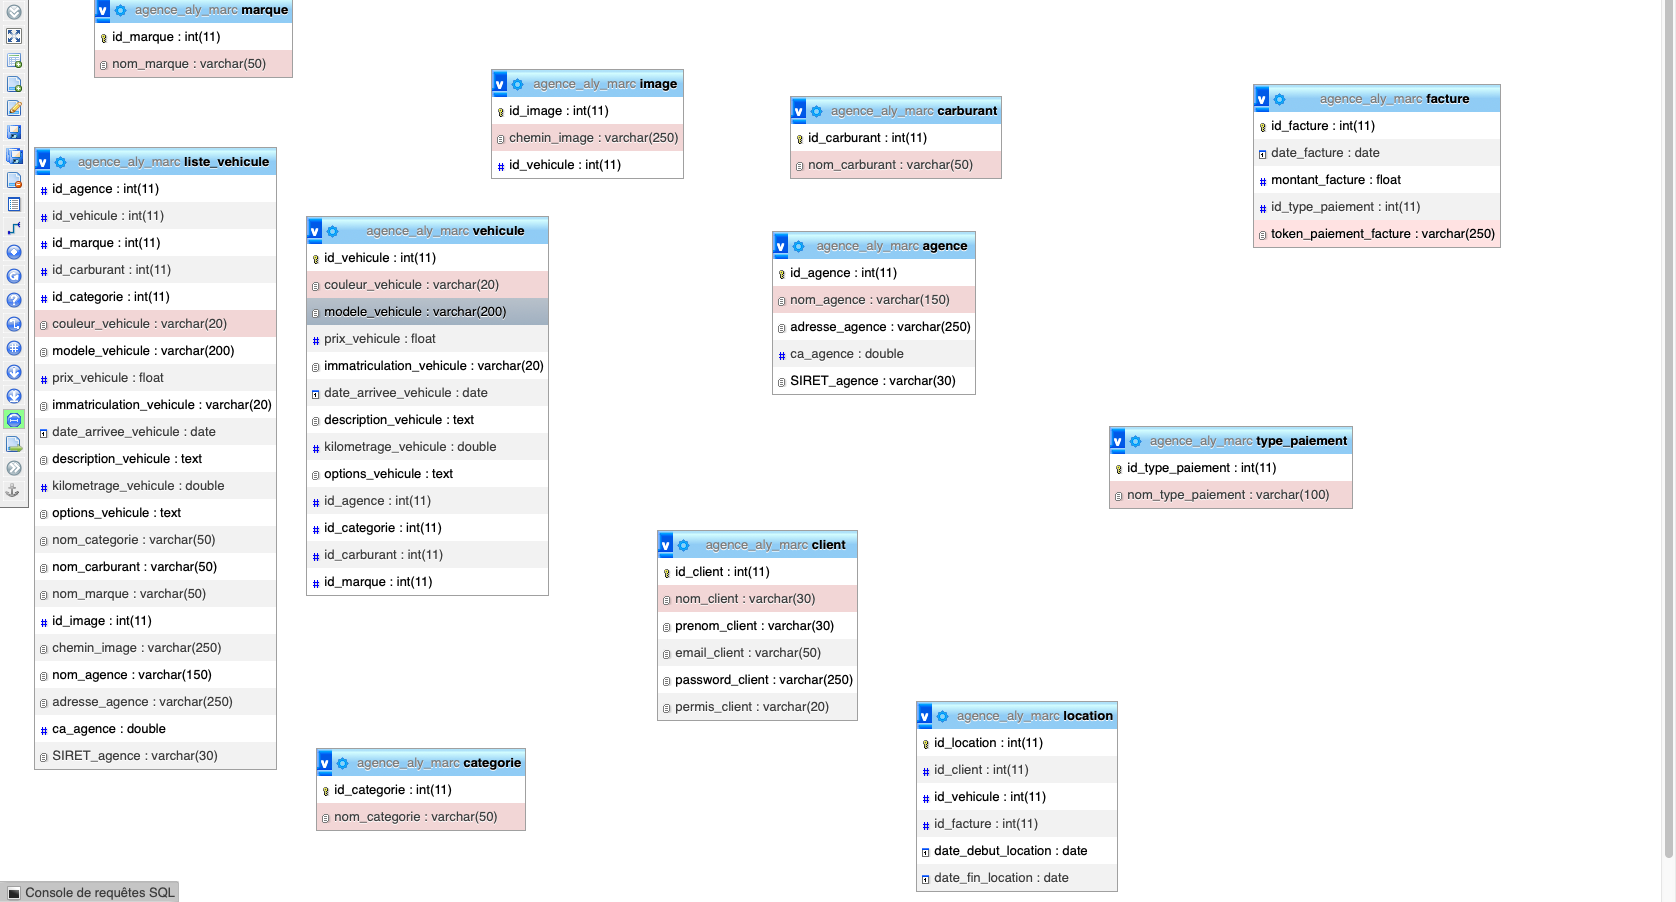 agence_aly_marc marque
id_marque : int(11)
nom_marque : varchar(50)
agence_aly_marc image
id_image : int(11)
chemin_image : varchar(250)
id_vehicule : int(11)
agence_aly_marc carburant
id_carburant : int(11)
nom_carburant : varchar(50)
agence_aly_marc facture
id_facture : int(11)
date_facture : date
montant_facture : float
id_type_paiement : int(11)
token_paiement_facture : varchar(250)
agence_aly_marc liste_vehicule
id_agence : int(11)
id_vehicule : int(11)
id_marque : int(11)
id_carburant : int(11)
id_categorie : int(11)
couleur_vehicule : varchar(20)
modele_vehicule : varchar(200)
prix_vehicule : float
immatriculation_vehicule : varchar(20)
date_arrivee_vehicule : date
description_vehicule : text
kilometrage_vehicule : double
options_vehicule : text
nom_categorie : varchar(50)
nom_carburant : varchar(50)
nom_marque : varchar(50)
id_image : int(11)
chemin_image : varchar(250)
nom_agence : varchar(150)
adresse_agence : varchar(250)
ca_agence : double
SIRET_agence : varchar(30)
agence_aly_marc vehicule
id_vehicule : int(11)
couleur_vehicule : varchar(20)
modele_vehicule : varchar(200)
prix_vehicule : float
immatriculation_vehicule : varchar(20)
date_arrivee_vehicule : date
description_vehicule : text
kilometrage_vehicule : double
options_vehicule : text
id_agence : int(11)
id_categorie : int(11)
id_carburant : int(11)
id_marque : int(11)
agence_aly_marc agence
id_agence : int(11)
nom_agence : varchar(150)
adresse_agence : varchar(250)
ca_agence : double
SIRET_agence : varchar(30)
agence_aly_marc type_paiement
id_type_paiement : int(11)
nom_type_paiement : varchar(100)
agence_aly_marc client
id_client : int(11)
nom_client : varchar(30)
prenom_client : varchar(30)
email_client : varchar(50)
password_client : varchar(250)
permis_client : varchar(20)
agence_aly_marc location
id_location : int(11)
id_client : int(11)
id_vehicule : int(11)
id_facture : int(11)
date_debut_location : date
date_fin_location : date
agence_aly_marc categorie
id_categorie : int(11)
nom_categorie : varchar(50)
Console de requêtes SQL